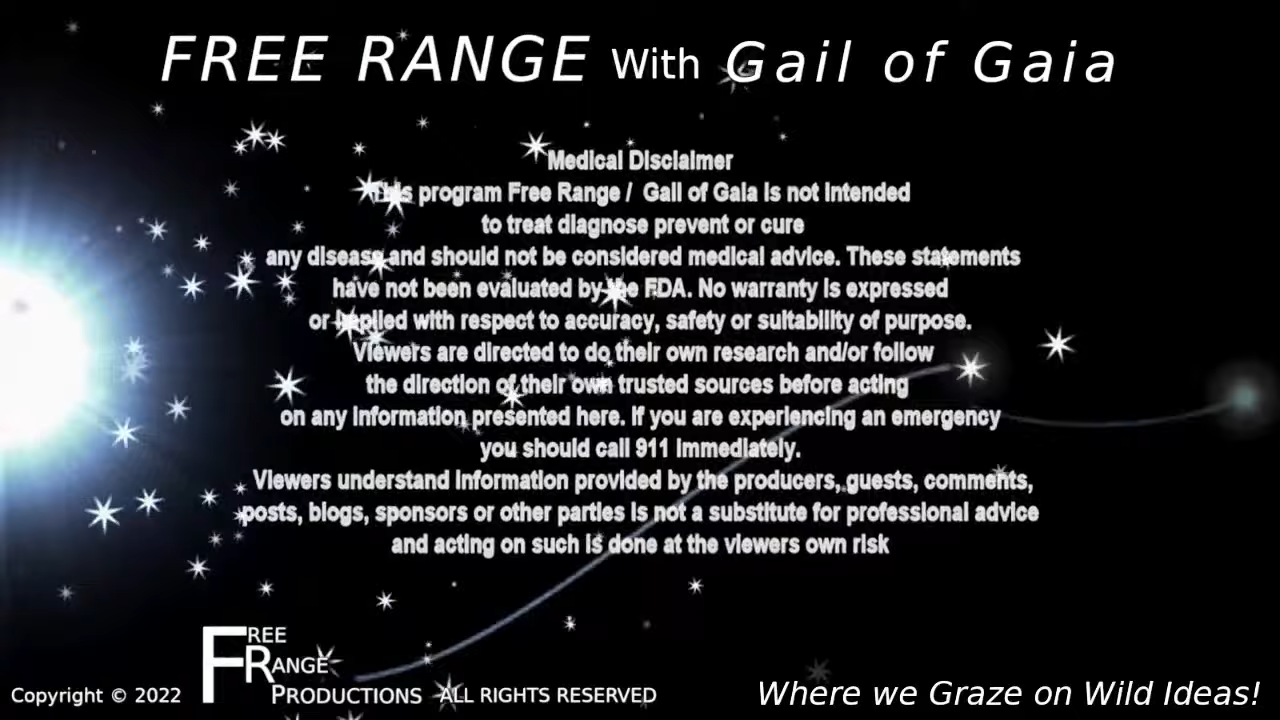 FREE RANGE With Gail of Gaia
Medical Disclaimer
This program Free Range / Gail of Gaia is not intended
to treat diagnose prevent or cure
any disease and should not be considered medical advice. These statements
have not been evaluated by the FDA. No warranty is expressed
or implied with respect to accuracy, safety or suitability of purpose.
Viewers are directed to do their own research and/or follow
the direction of their own trusted sources before acting
on any information presented here. If you are experiencing an emergency
you should call 911 immediately.
Viewers understand information provided by the producers, guests, comments,
posts, blogs, sponsors or other parties is not a substitute for professional advice
and acting on such is done at the viewers own risk
FREE
RANGE
Copyright © 2022 PRODUCTIONS ALL RIGHTS RESERVED
Where we Graze on Wild Ideas!